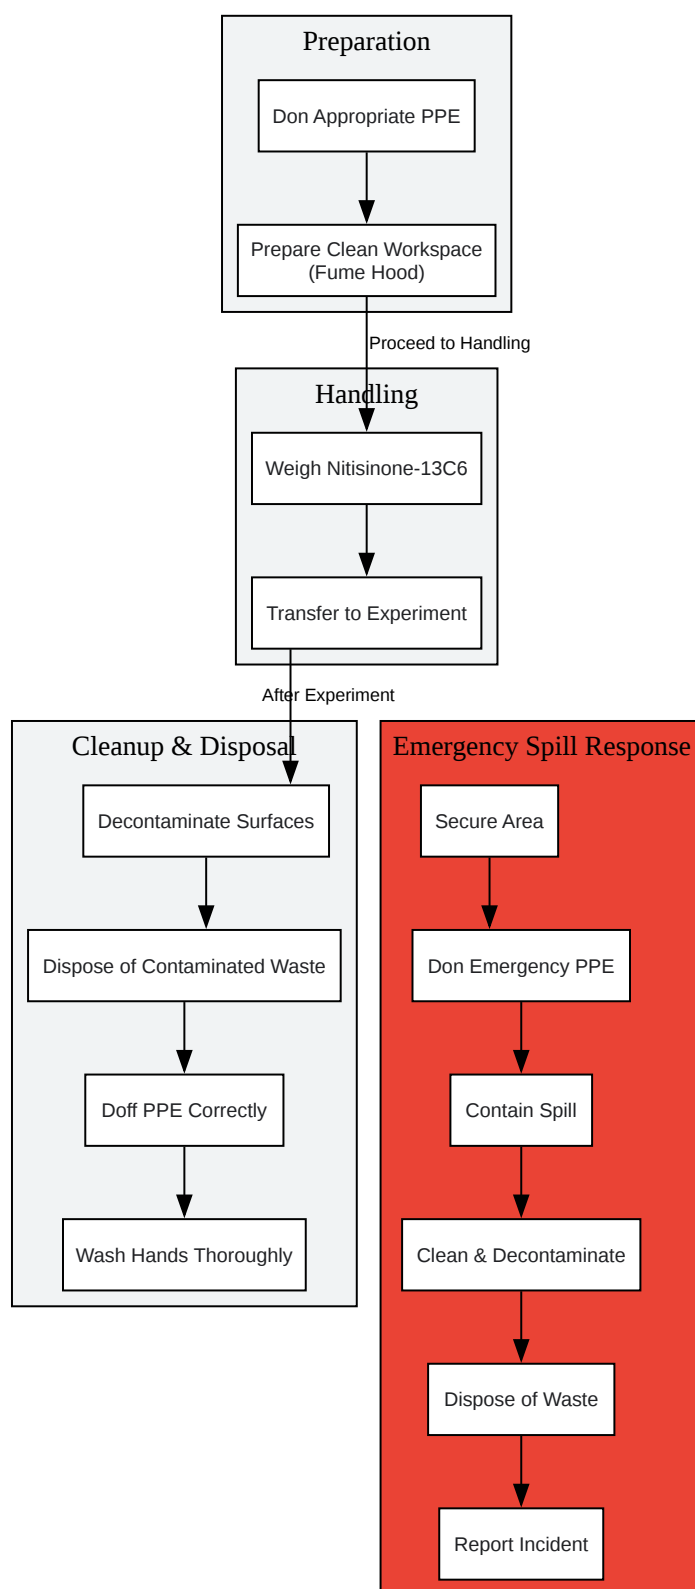 Preparation
Don Appropriate PPE
Prepare Clean Workspace
(Fume Hood)
Proceed to Handling
Handling
Weigh Nitisinone-13C6
Transfer to Experiment
After Experiment
Cleanup & Disposal
Decontaminate Surfaces
Dispose of Contaminated Waste
Doff PPE Correctly
Wash Hands Thoroughly
Emergency Spill Response
Secure Area
Don Emergency PPE
Contain Spill
Clean & Decontaminate
Dispose of Waste
Report Incident